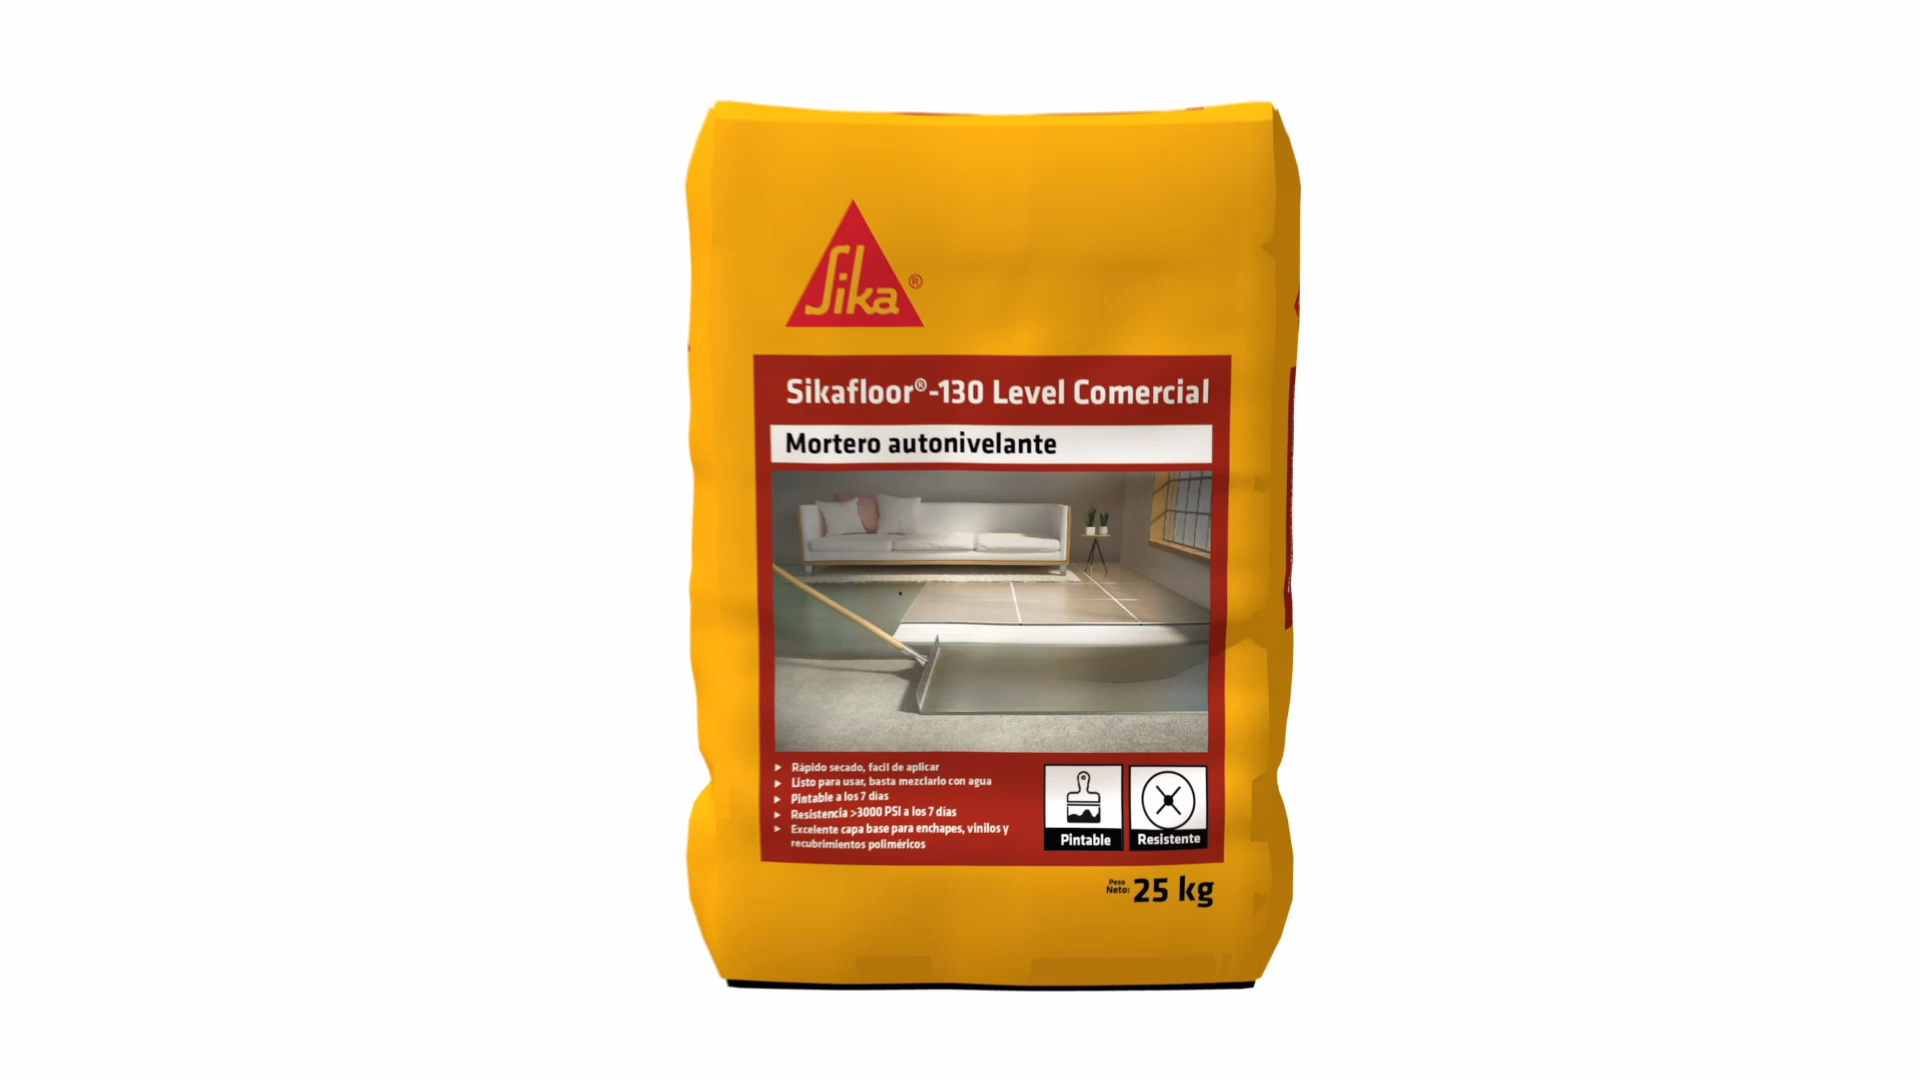 Sika®
Sikafloor®-130 Level Comercial
Mortero autonivelante
Rápido secado, facil de aplicar
Listo para usar, basta mezclarlo con agua
Pintable a los 7 días
Resistencia >3000 PSI a los 7 días
Excelente capa base para enchapes, vinilos y
recubrimientos poliméricos
Pintable
Resistente
Peso
Neto: 25 kg